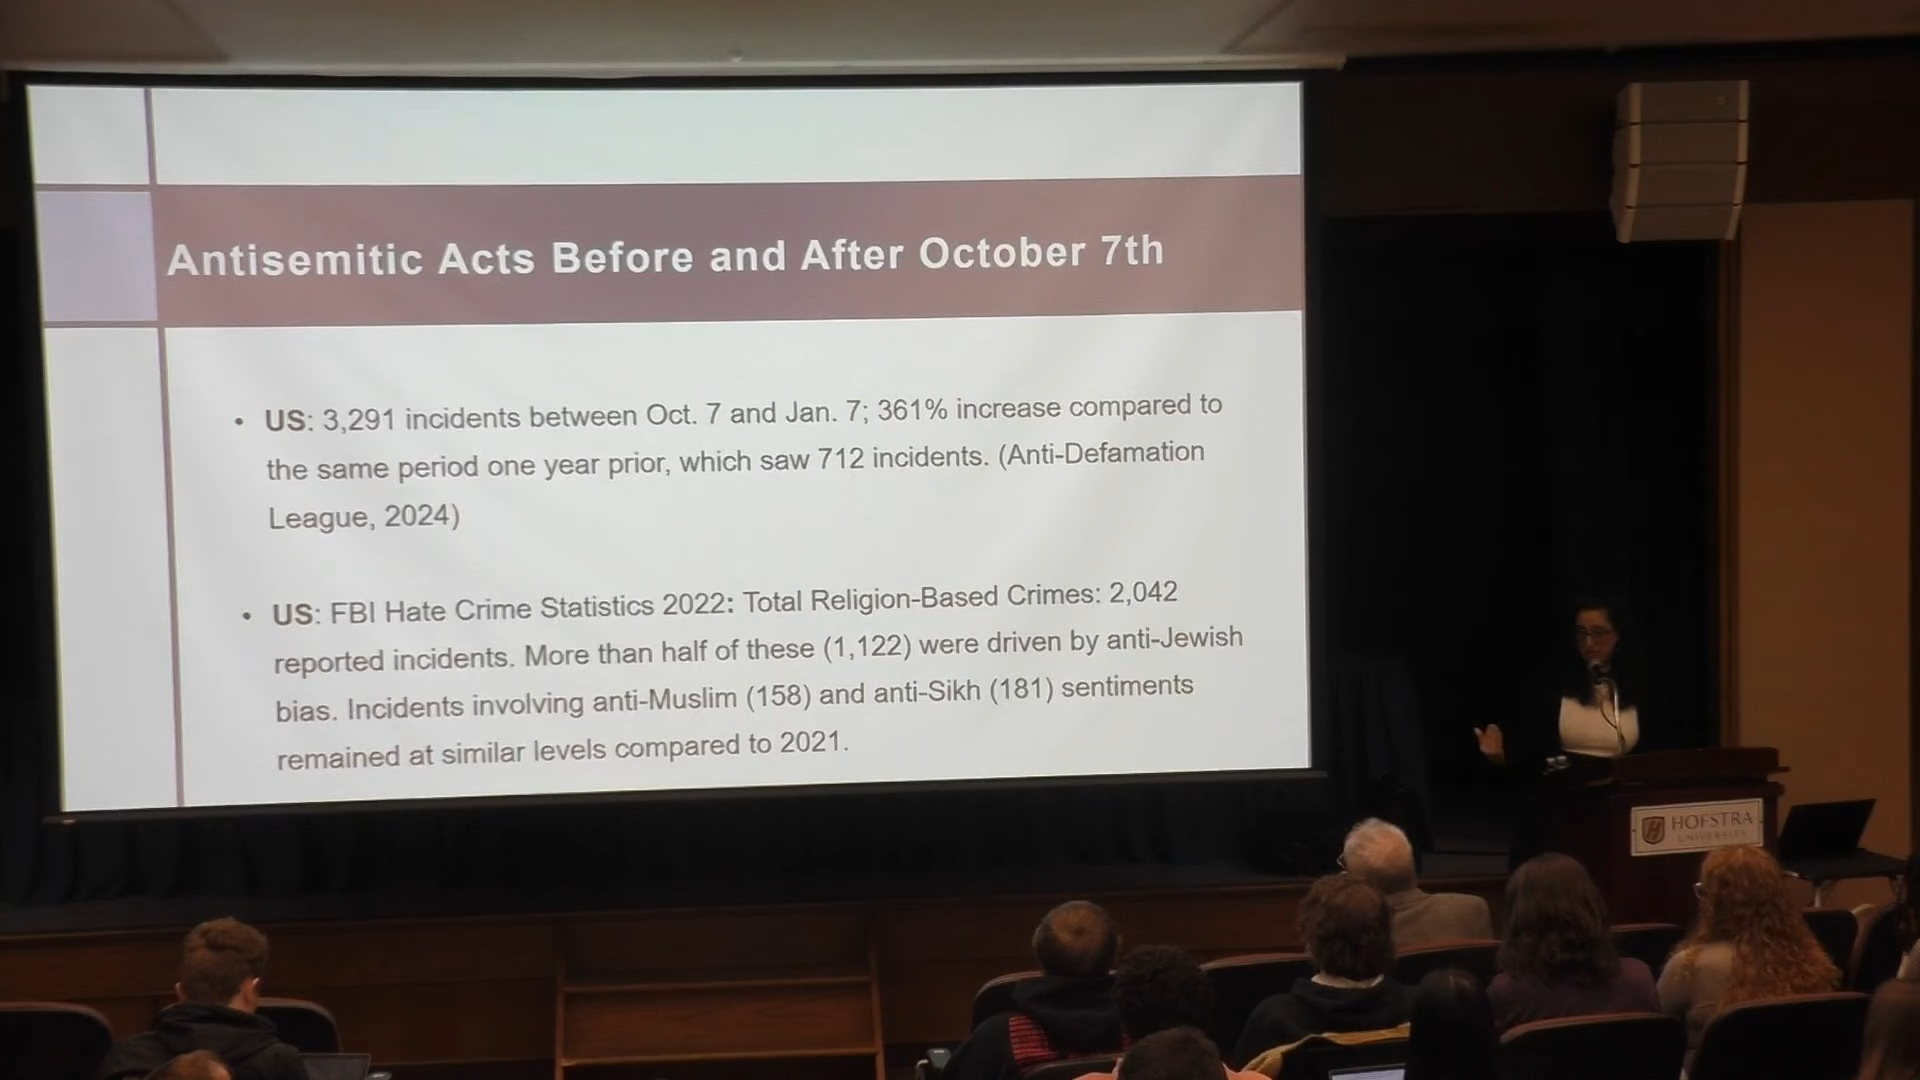 Antisemitic Acts Before and After October 7th
• US: 3,291 incidents between Oct. 7 and Jan. 7; 361% increase compared to
the same period one year prior, which saw 712 incidents. (Anti-Defamation
League, 2024)
• US: FBI Hate Crime Statistics 2022: Total Religion-Based Crimes: 2,042
reported incidents. More than half of these (1,122) were driven by anti-Jewish
bias. Incidents involving anti-Muslim (158) and anti-Sikh (181) sentiments
remained at similar levels compared to 2021.
H HOFSTRA
UNIVERSITY